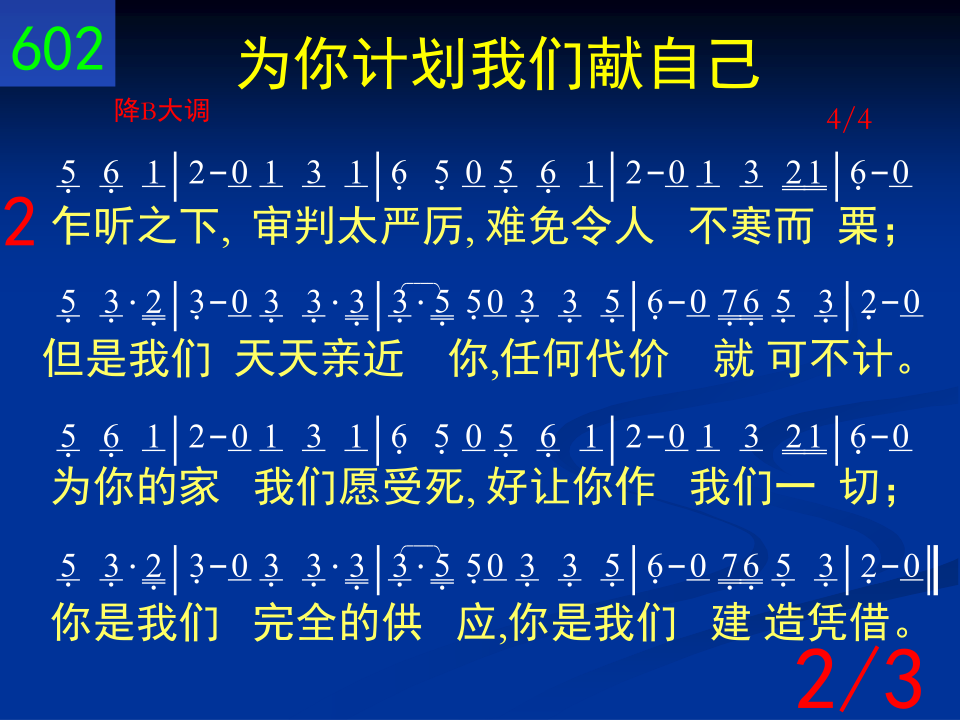 602
为你计划我们献自己
降B大调 4/4
5 6 1|2-0 1 3 1|6 5 0 5 6 1|2-0 1 3 21|6-0
2 乍听之下, 审判太严厉, 难免令人 不寒而 栗；
5 3·2|3-0 3 3·3|3·5 50 3 3 5|6-0 76 5 3|2-0
但是我们 天天亲近 你,任何代价 就 可不计。
5 6 1|2-0 1 3 1|6 5 0 5 6 1|2-0 1 3 21|6-0
为你的家 我们愿受死, 好让你作 我们一 切；
5 3·2|3-0 3 3·3|3·5 50 3 3 5|6-0 76 5 3|2-0‖
你是我们 完全的供 应,你是我们 建 造凭借。
2/3